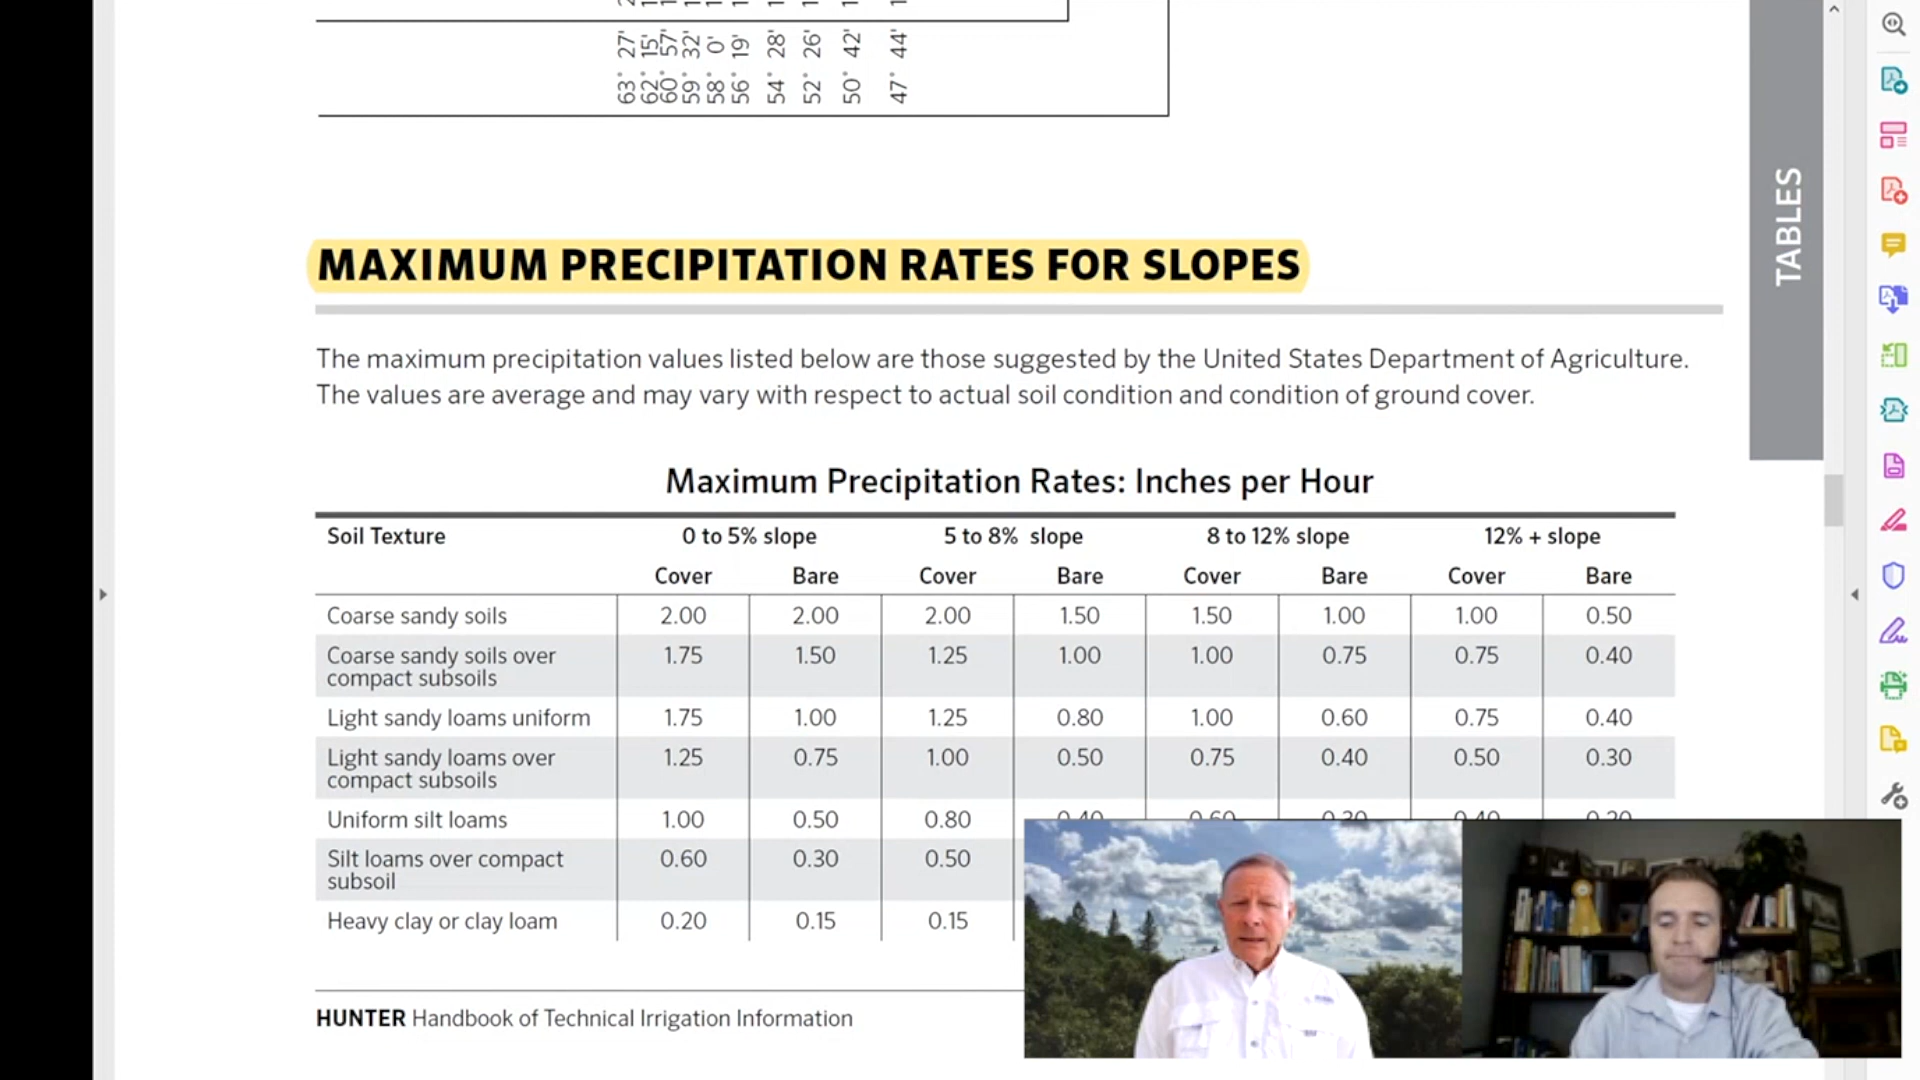 63° 27'
62° 15'
60° 57'
59° 32'
58° 0'
56° 19'
54° 28'
52° 26'
50° 42'
47° 44'
TABLES
MAXIMUM PRECIPITATION RATES FOR SLOPES
The maximum precipitation values listed below are those suggested by the United States Department of Agriculture.
The values are average and may vary with respect to actual soil condition and condition of ground cover.
Maximum Precipitation Rates: Inches per Hour
Soil Texture 0 to 5% slope 5 to 8% slope 8 to 12% slope 12% + slope
Cover Bare Cover Bare Cover Bare Cover Bare
Coarse sandy soils 2.00 2.00 2.00 1.50 1.50 1.00 1.00 0.50
Coarse sandy soils over
compact subsoils 1.75 1.50 1.25 1.00 1.00 0.75 0.75 0.40
Light sandy loams uniform 1.75 1.00 1.25 0.80 1.00 0.60 0.75 0.40
Light sandy loams over
compact subsoils 1.25 0.75 1.00 0.50 0.75 0.40 0.50 0.30
Uniform silt loams 1.00 0.50 0.80 0.40 0.60 0.30 0.40 0.20
Silt loams over compact
subsoil 0.60 0.30 0.50
Heavy clay or clay loam 0.20 0.15 0.15
HUNTER Handbook of Technical Irrigation Information